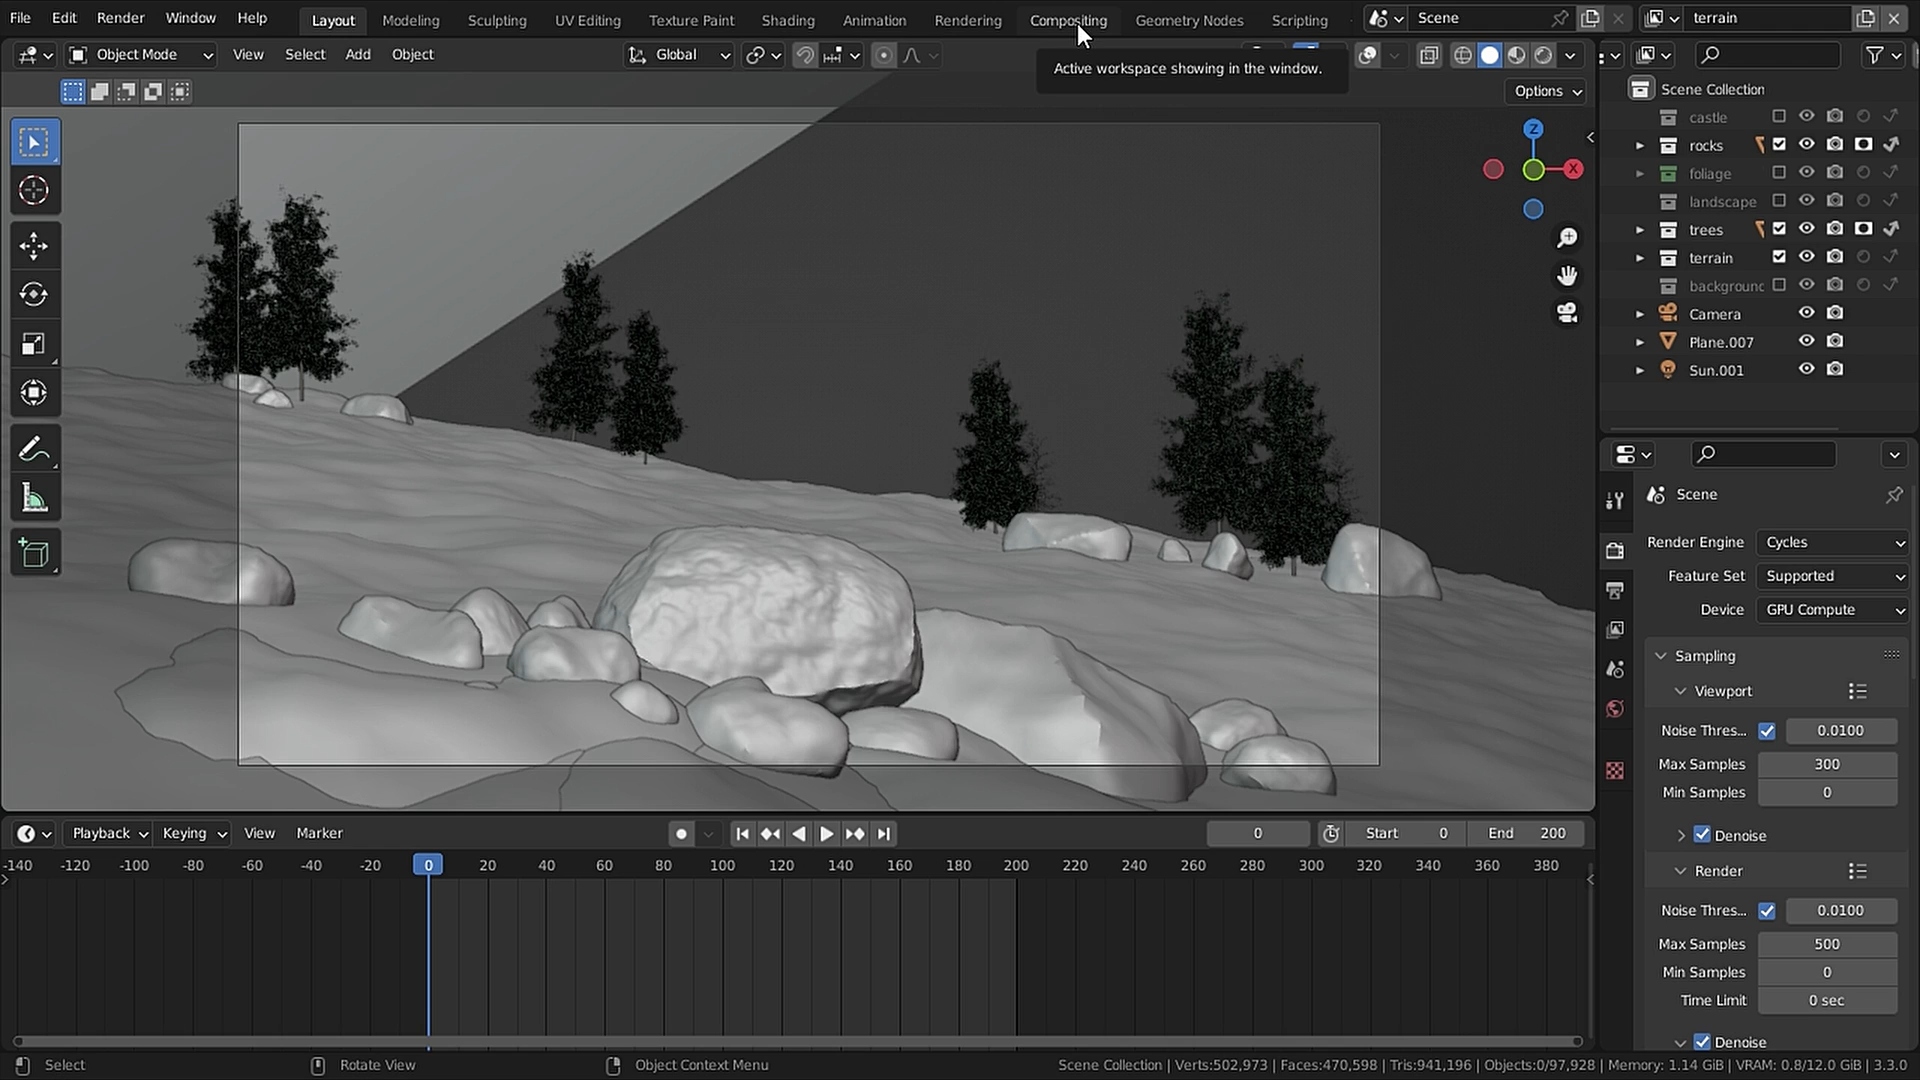 File Edit Render Window Help Layout Modeling Sculpting UV Editing Texture Paint Shading Animation Rendering Compositing Geometry Nodes Scripting Scene terrain
Object Mode View Select Add Object Global
Active workspace showing in the window.
Options
Z
X
Scene Collection
castle
rocks
foliage
landscape
trees
terrain
background
Camera
Plane.007
Sun.001
Scene
Render Engine Cycles
Feature Set Supported
Device GPU Compute
Sampling
Viewport
Noise Thres... 0.0100
Max Samples 300
Min Samples 0
Denoise
Render
Noise Thres... 0.0100
Max Samples 500
Min Samples 0
Time Limit 0 sec
Denoise
Playback Keying View Marker 0 Start 0 End 200
-140 -120 -100 -80 -60 -40 -20 0 20 40 60 80 100 120 140 160 180 200 220 240 260 280 300 320 340 360 380
Select Rotate View Object Context Menu Scene Collection | Verts:502,973 | Faces:470,598 | Tris:941,196 | Objects:0/97,928 | Memory: 1.14 GiB | VRAM: 0.8/12.0 GiB | 3.3.0